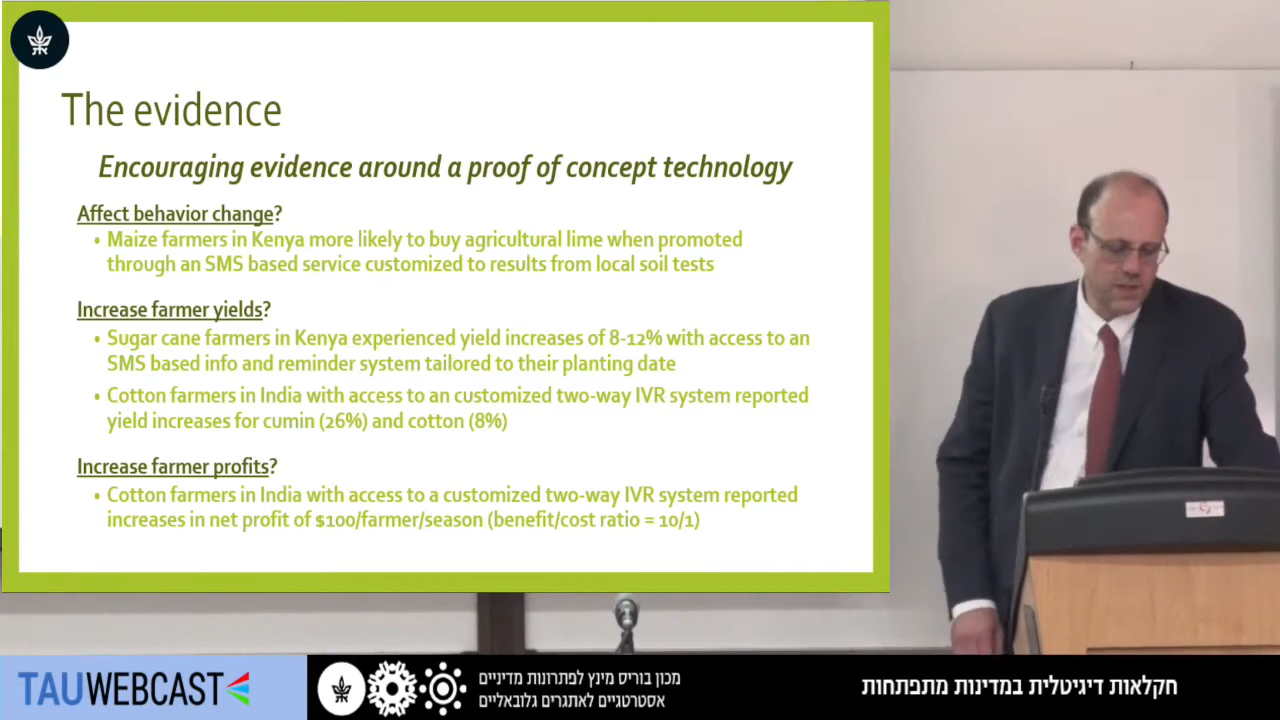 The evidence
Encouraging evidence around a proof of concept technology
Affect behavior change?
• Maize farmers in Kenya more likely to buy agricultural lime when promoted
through an SMS based service customized to results from local soil tests
Increase farmer yields?
• Sugar cane farmers in Kenya experienced yield increases of 8-12% with access to an
SMS based info and reminder system tailored to their planting date
• Cotton farmers in India with access to an customized two-way IVR system reported
yield increases for cumin (26%) and cotton (8%)
Increase farmer profits?
• Cotton farmers in India with access to a customized two-way IVR system reported
increases in net profit of $100/farmer/season (benefit/cost ratio = 10/1)
TAUWEBCAST
מכון בוריס מינץ לפתרונות מדיניים
אסטרטגיים לאתגרים גלובאליים
חקלאות דיגיטלית במדינות מתפתחות